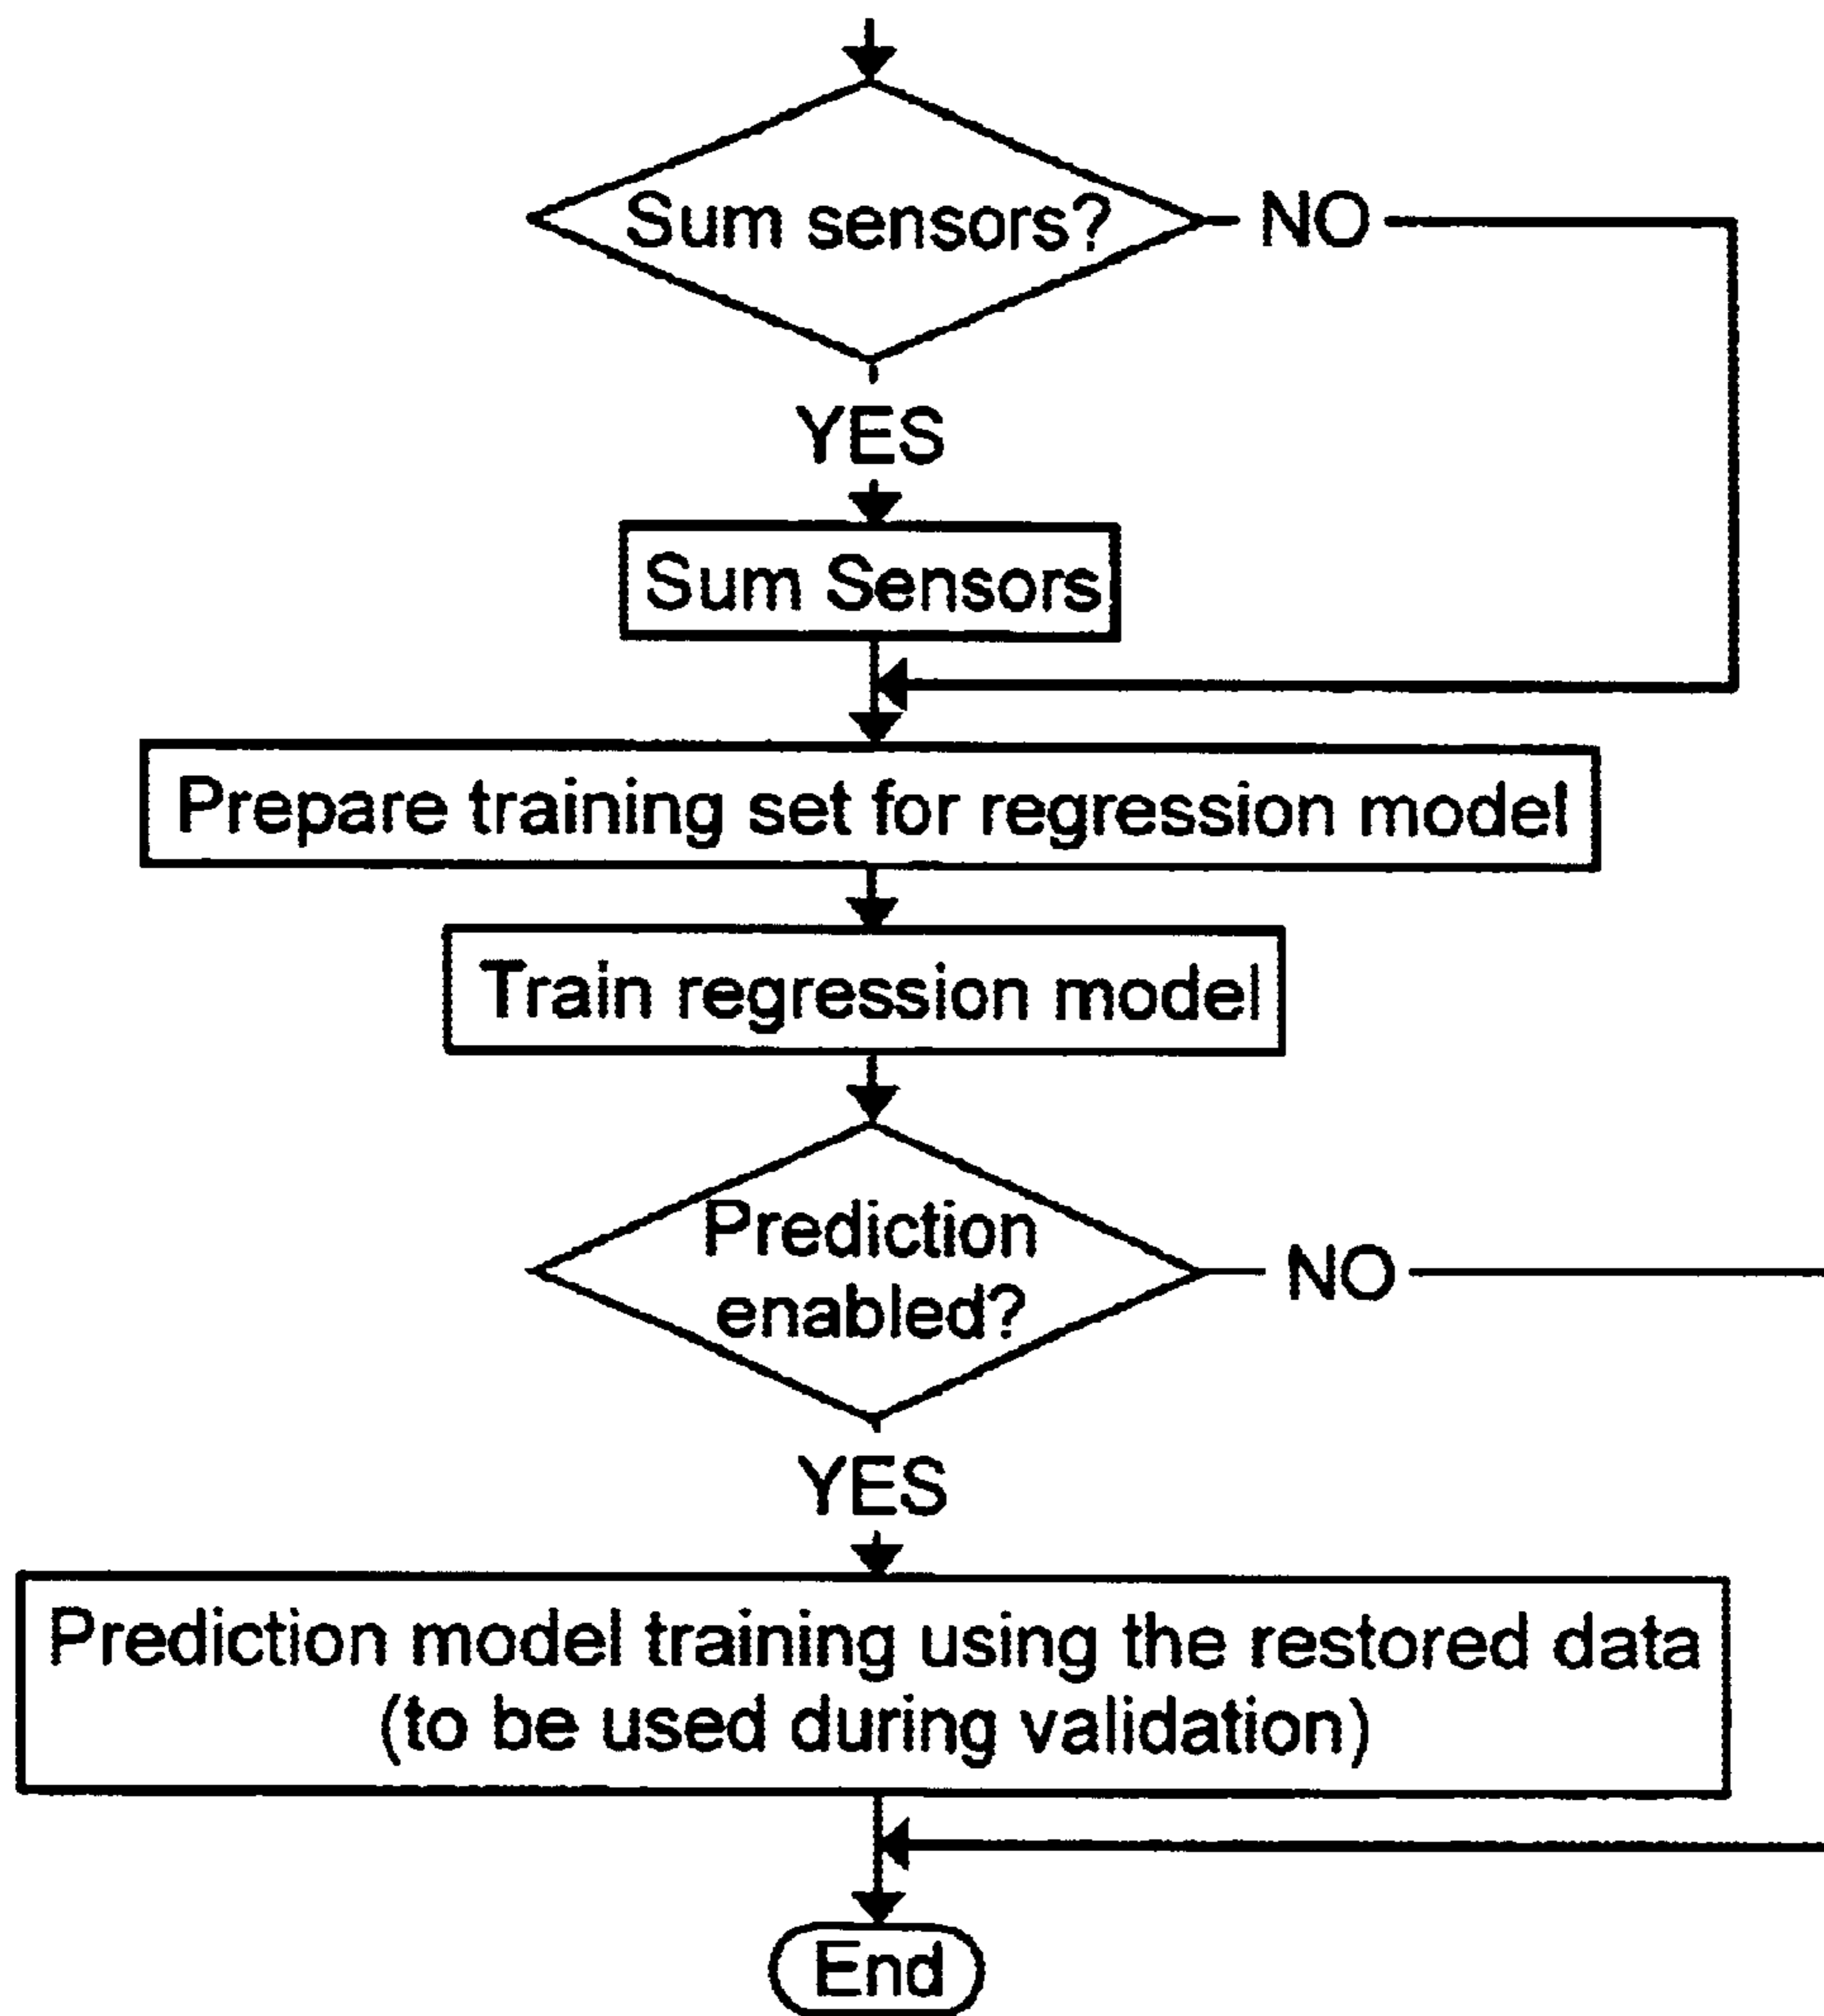 Sum sensors?
NO
YES
Sum Sensors
Prepare training set for regression model
Train regression model
Prediction
enabled?
NO
YES
Prediction model training using the restored data
(to be used during validation)
End